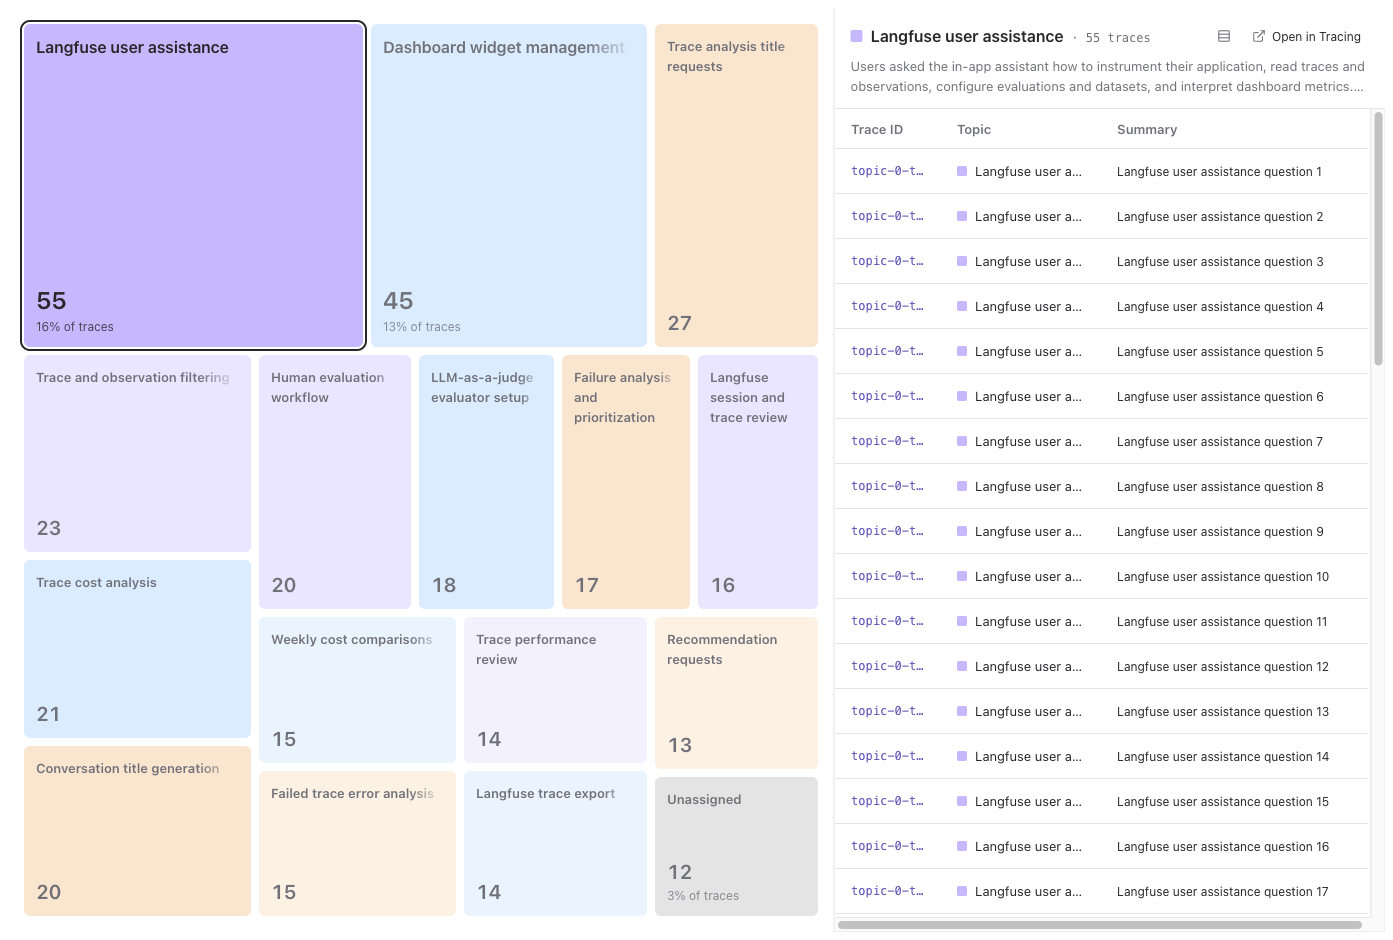 Langfuse user assistance
55
16% of traces
Dashboard widget management
45
13% of traces
Trace analysis title
requests
27
Trace and observation filtering
23
Human evaluation
workflow
20
LLM-as-a-judge
evaluator setup
18
Failure analysis
and
prioritization
17
Langfuse
session and
trace review
16
Trace cost analysis
21
Weekly cost comparisons
15
Trace performance
review
14
Recommendation
requests
13
Conversation title generation
20
Failed trace error analysis
15
Langfuse trace export
14
Unassigned
12
3% of traces
Langfuse user assistance · 55 traces
Open in Tracing
Users asked the in-app assistant how to instrument their application, read traces and
observations, configure evaluations and datasets, and interpret dashboard metrics....
Trace ID Topic Summary
topic-0-t… Langfuse user a... Langfuse user assistance question 1
topic-0-t… Langfuse user a... Langfuse user assistance question 2
topic-0-t… Langfuse user a... Langfuse user assistance question 3
topic-0-t… Langfuse user a... Langfuse user assistance question 4
topic-0-t… Langfuse user a... Langfuse user assistance question 5
topic-0-t… Langfuse user a... Langfuse user assistance question 6
topic-0-t… Langfuse user a... Langfuse user assistance question 7
topic-0-t… Langfuse user a... Langfuse user assistance question 8
topic-0-t… Langfuse user a... Langfuse user assistance question 9
topic-0-t… Langfuse user a... Langfuse user assistance question 10
topic-0-t… Langfuse user a... Langfuse user assistance question 11
topic-0-t… Langfuse user a... Langfuse user assistance question 12
topic-0-t… Langfuse user a... Langfuse user assistance question 13
topic-0-t… Langfuse user a... Langfuse user assistance question 14
topic-0-t… Langfuse user a... Langfuse user assistance question 15
topic-0-t… Langfuse user a... Langfuse user assistance question 16
topic-0-t… Langfuse user a... Langfuse user assistance question 17